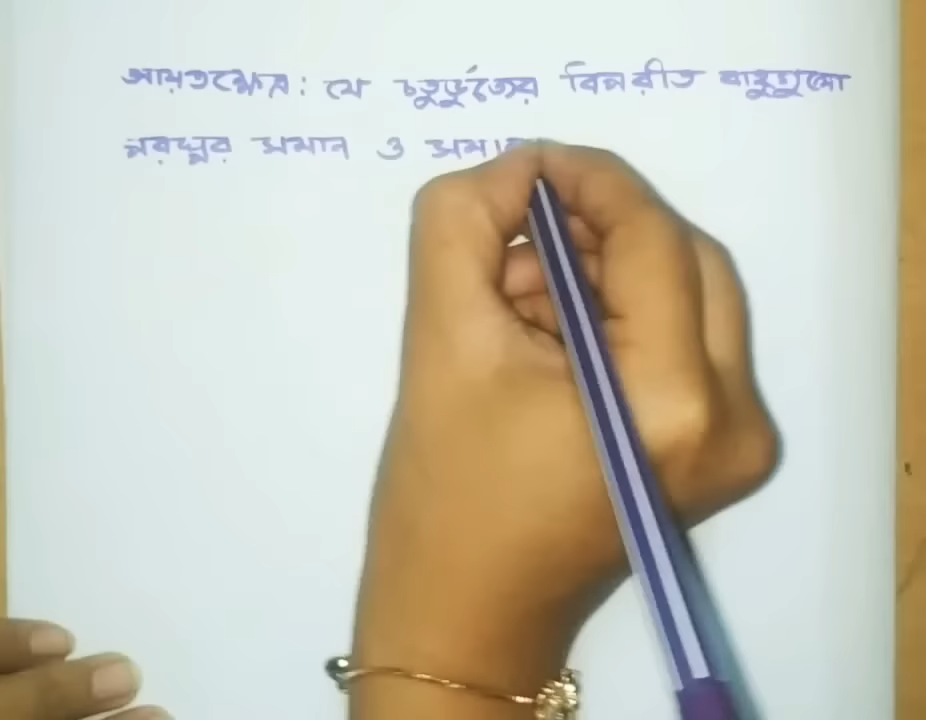 আয়তক্ষেত্র: যে চতুর্ভুজের বিপরীত বাহুগুলো
পরস্পর সমান ও